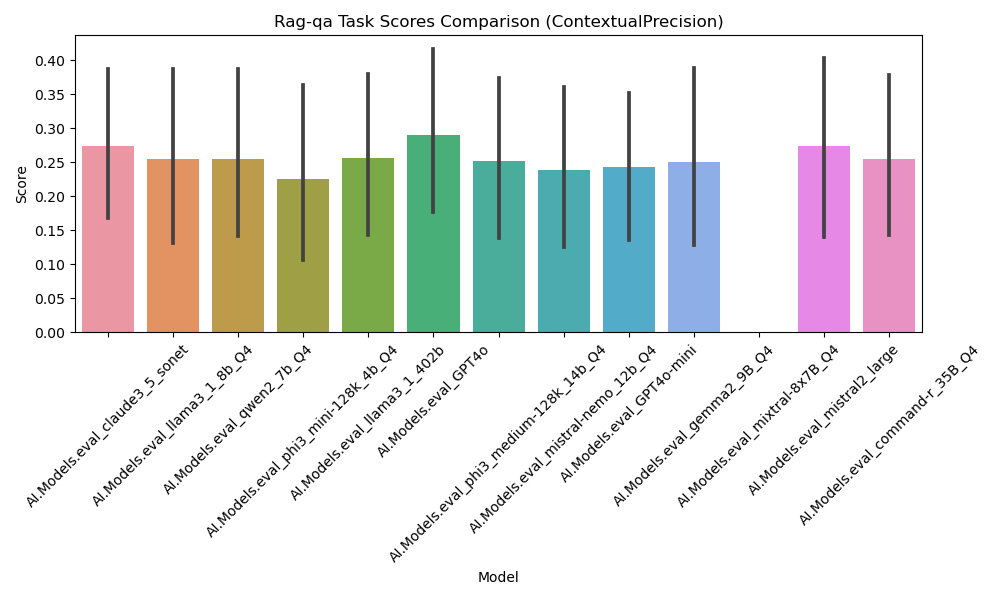 Rag-qa Task Scores Comparison (ContextualPrecision)
Score
0.40
0.35
0.30
0.25
0.20
0.15
0.10
0.05
0.00
AI.Models.eval_claude3_5_sonet
AI.Models.eval_llama3_1_8b_Q4
AI.Models.eval_qwen2_7b_Q4
AI.Models.eval_phi3_mini-128k_4b_Q4
AI.Models.eval_llama3_1_402b
AI.Models.eval_GPT4o
AI.Models.eval_phi3_medium-128k_14b_Q4
AI.Models.eval_mistral-nemo_12b_Q4
AI.Models.eval_GPT4o-mini
AI.Models.eval_gemma2_9B_Q4
AI.Models.eval_mixtral-8x7B_Q4
AI.Models.eval_mistral2_large
AI.Models.eval_command-r_35B_Q4
Model